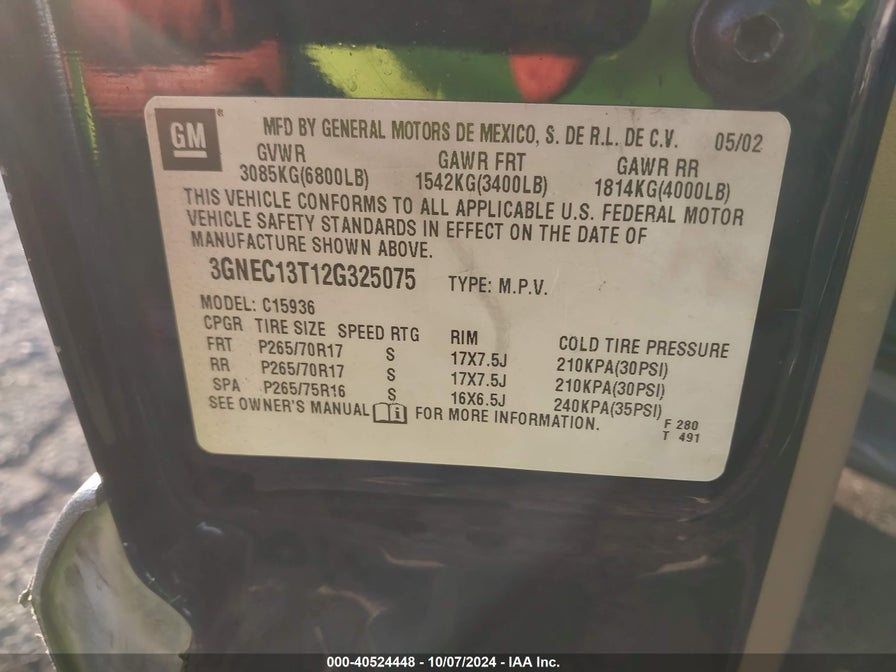 GM ® MFD BY GENERAL MOTORS DE MEXICO, S. DE R.L. DE C.V. 05/02
GVWR GAWR FRT GAWR RR
3085KG(6800LB) 1542KG(3400LB) 1814KG(4000LB)
THIS VEHICLE CONFORMS TO ALL APPLICABLE U.S. FEDERAL MOTOR
VEHICLE SAFETY STANDARDS IN EFFECT ON THE DATE OF
MANUFACTURE SHOWN ABOVE.
3GNEC13T12G325075 TYPE: M.P.V.
MODEL: C15936
CPGR TIRE SIZE SPEED RTG RIM COLD TIRE PRESSURE
FRT P265/70R17 S 17X7.5J 210KPA(30PSI)
RR P265/70R17 S 17X7.5J 210KPA(30PSI)
SPA P265/75R16 S 16X6.5J 240KPA(35PSI)
SEE OWNER'S MANUAL i FOR MORE INFORMATION.
F 280
T 491
000-40524448 - 10/07/2024 - IAA Inc.